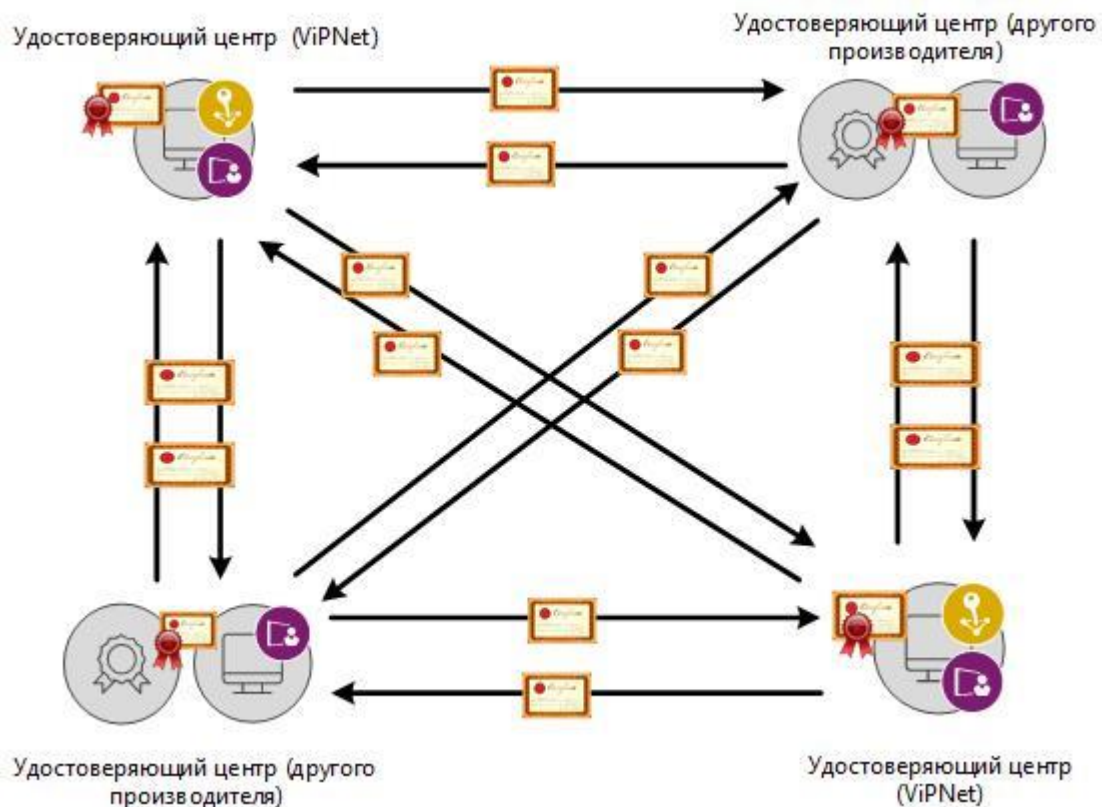 Удостоверяющий центр (ViPNet)
Удостоверяющий центр (другого
производителя)
Удостоверяющий центр (другого
производителя)
Удостоверяющий центр
(ViPNet)